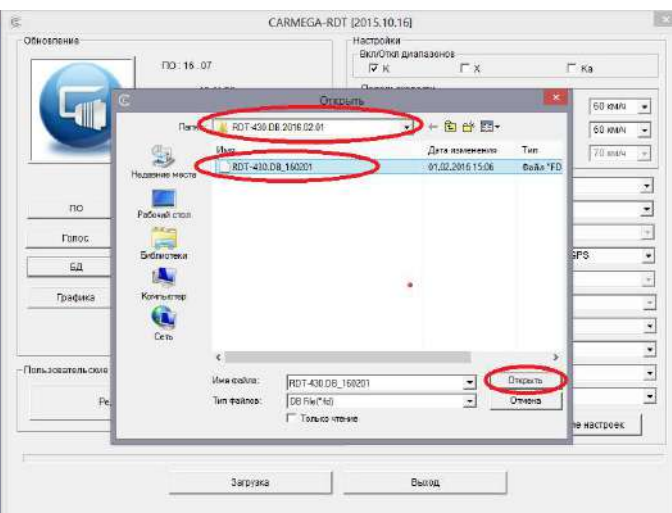 CARMEGA-RDT [2015.10.16]
Обновление
Настройки
Вкл/Откл диапазонов
ПО : 16 . 07
K
X
Ka
Открыть
60 км/ч
60 км/ч
70 км/ч
RDT-430.DB 2016.02.01
Имя
Дата изменения
Тип
RDT-430.DB_160201
01.02.2016 15:06
Файл "FD
Недавние места
Рабочий стол
Библиотеки
Компьютер
Сеть
ПО
Голос
БД
Графика
GPS
Пользовательские
Ре
Имя файла:
RDT-430.DB_160201
Открыть
Тип файлов:
DB File(*.fd)
Отмена
Только чтение
ие настроек
Загрузка
Выход